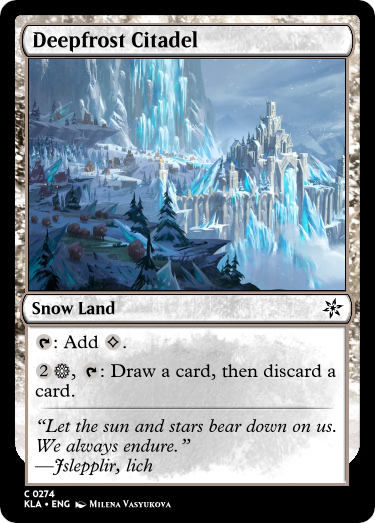 Deepfrost Citadel
Snow Land
: Add .
2 , : Draw a card, then discard a
card.
“Let the sun and stars bear down on us.
We always endure.”
—Jslepplir, lich
C 0274
KLA • ENG Milena Vasyukova